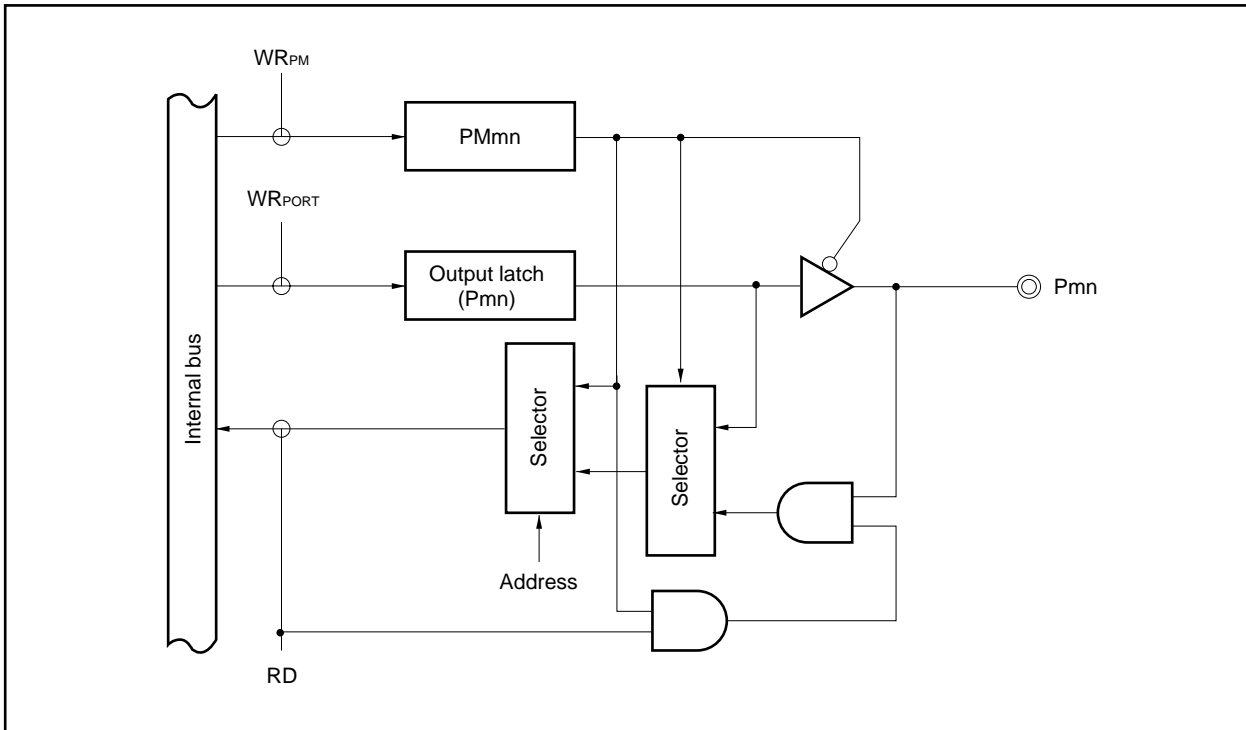 WRPM
PMmn
WRPORT
Output latch
(Pmn)
Pmn
Internal bus
Selector
Selector
Address
RD